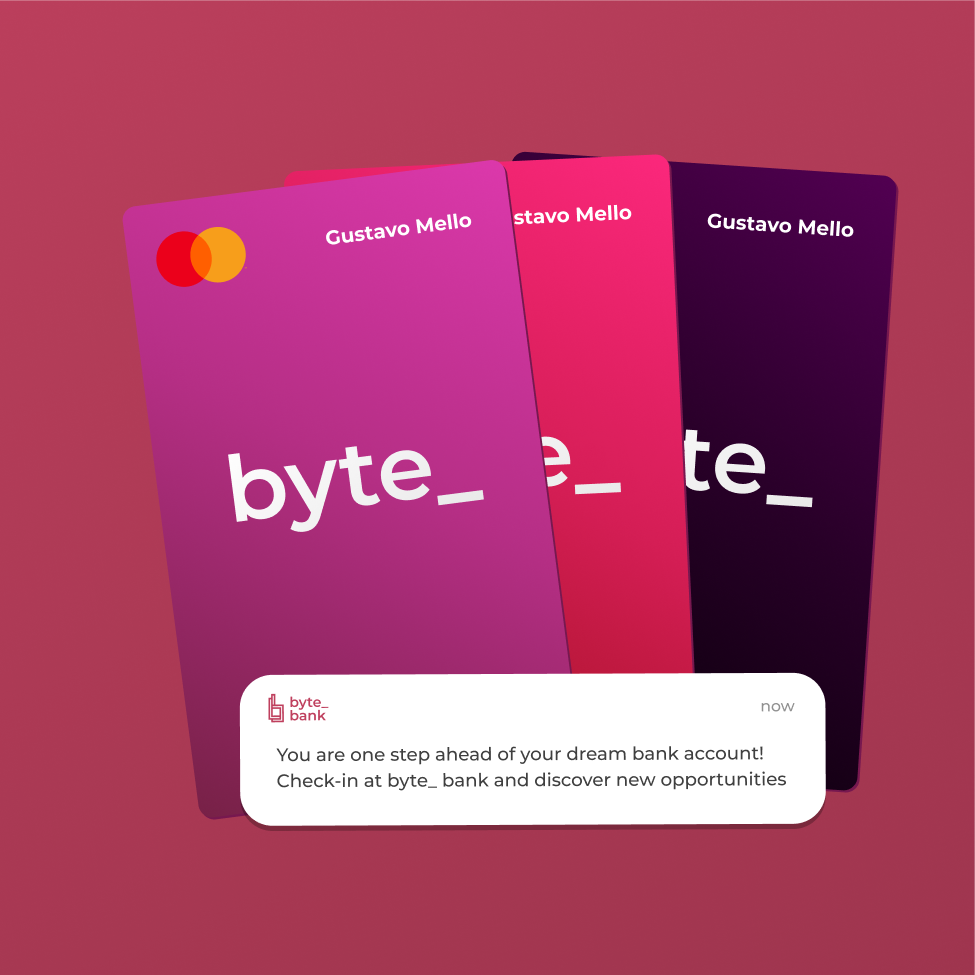 Gustavo Mello
stavo Mello
Gustavo Mello
byte_
e_
te_
byte_
bank
now
You are one step ahead of your dream bank account!
Check-in at byte_ bank and discover new opportunities